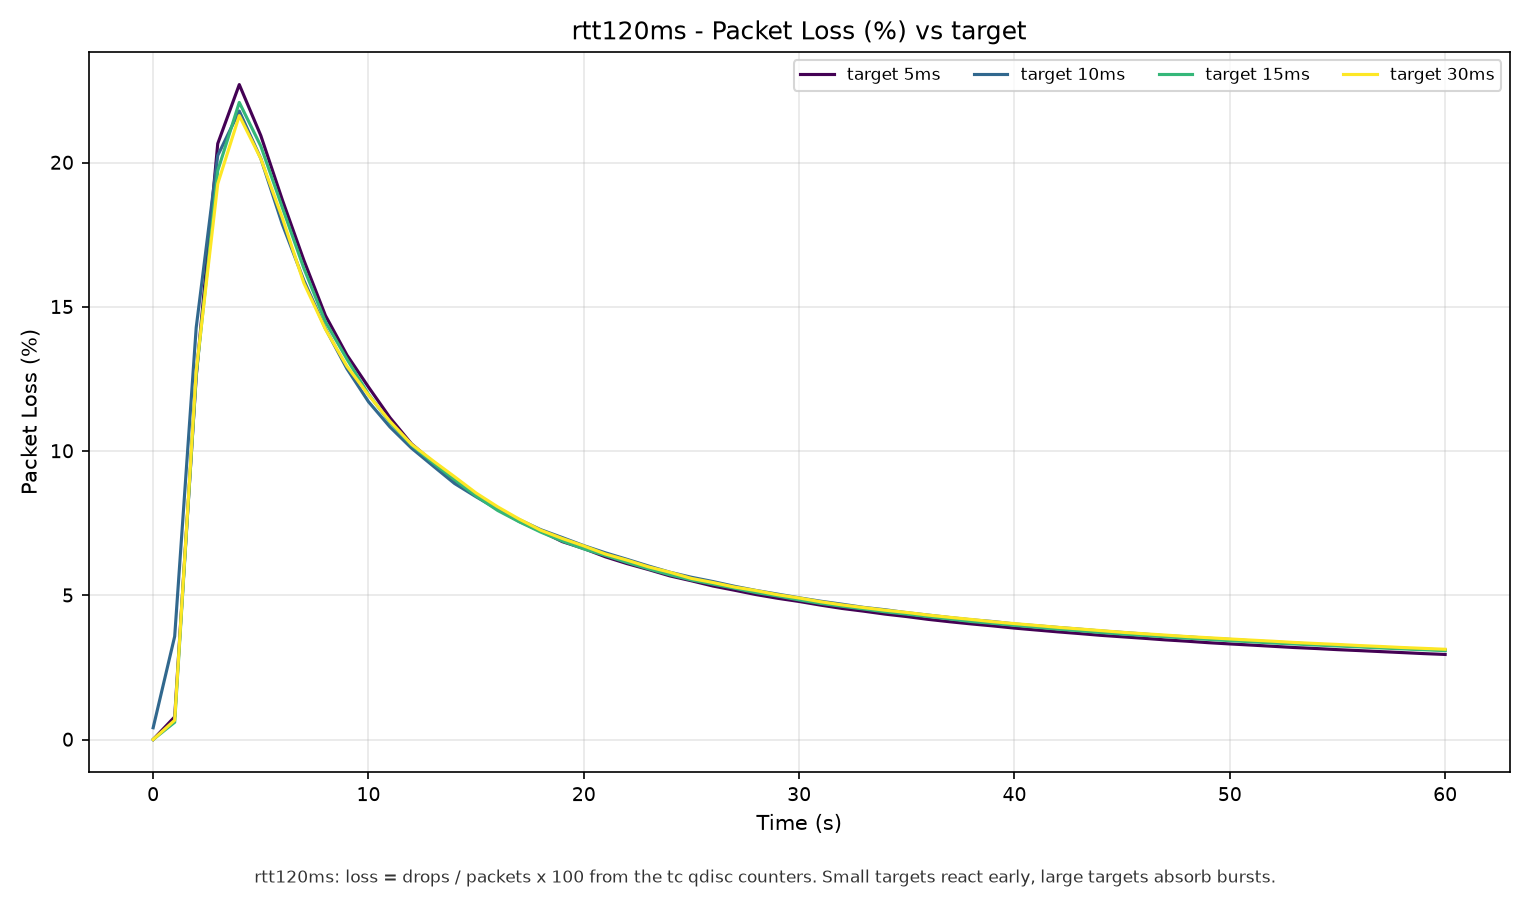 rtt120ms - Packet Loss (%) vs target
target 5ms target 10ms target 15ms target 30ms
Packet Loss (%)
20
15
10
5
0
0 10 20 30 40 50 60
Time (s)
rtt120ms: loss = drops / packets x 100 from the tc qdisc counters. Small targets react early, large targets absorb bursts.